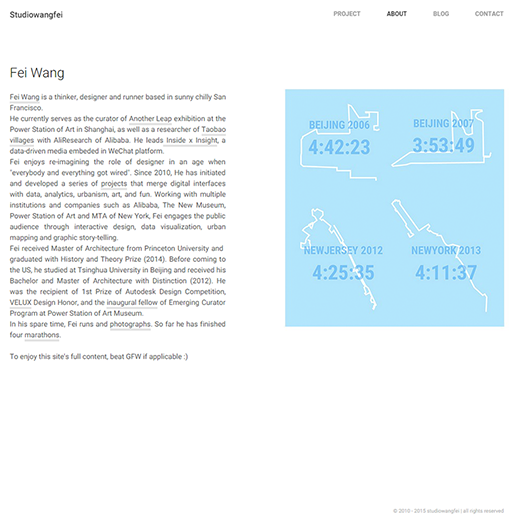 Studiowangfei
PROJECT ABOUT BLOG CONTACT
Fei Wang
Fei Wang is a thinker, designer and runner based in sunny chilly San
Francisco.
He currently serves as the curator of Another Leap exhibition at the
Power Station of Art in Shanghai, as well as a researcher of Taobao
villages with AliResearch of Alibaba. He leads Inside x Insight, a
data-driven media embeded in WeChat platform.
Fei enjoys re-imagining the role of designer in an age when
"everybody and everything got wired". Since 2010, He has initiated
and developed a series of projects that merge digital interfaces
with data, analytics, urbanism, art, and fun. Working with multiple
institutions and companies such as Alibaba, The New Museum,
Power Station of Art and MTA of New York, Fei engages the public
audience through interactive design, data visualization, urban
mapping and graphic story-telling.
Fei received Master of Architecture from Princeton University and
graduated with History and Theory Prize (2014). Before coming to
the US, he studied at Tsinghua University in Beijing and received his
Bachelor and Master of Architecture with Distinction (2012). He
was the recipient of 1st Prize of Autodesk Design Competition,
VELUX Design Honor, and the inaugural fellow of Emerging Curator
Program at Power Station of Art Museum.
In his spare time, Fei runs and photographs. So far he has finished
four marathons.
To enjoy this site's full content, beat GFW if applicable :)
BEIJING 2006
4:42:23
BEIJING 2007
3:53:49
NEWJERSEY 2012
4:25:35
NEWYORK 2013
4:11:37
© 2010 - 2015 studiowangfei | all rights reserved